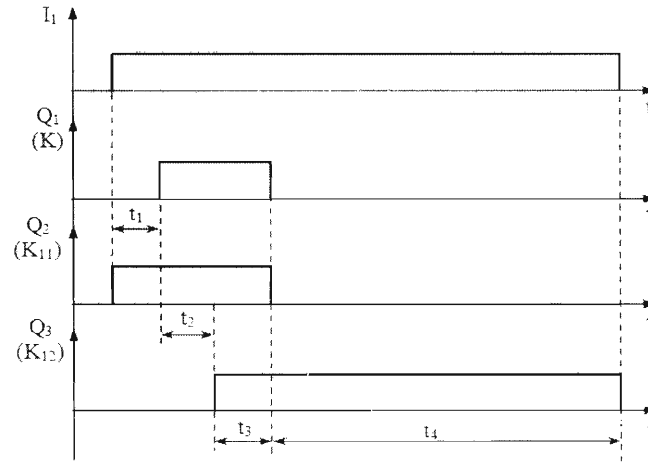 I₁
t
Q₁
(K)
t₁
Q₂
(K₁₁)
t₂
Q₃
(K₁₂)
t₃
t₄